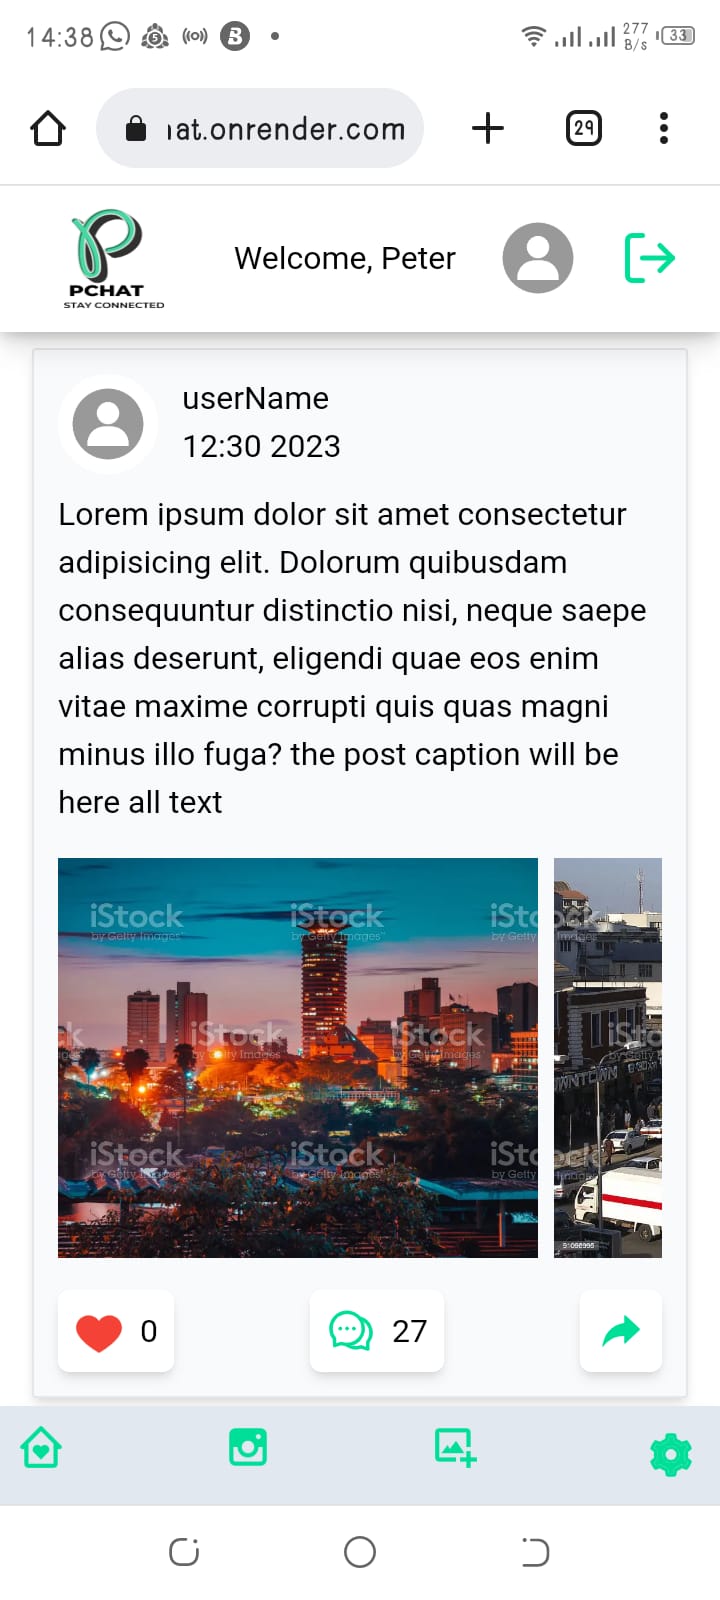 14:38
277
B/s
33
ıat.onrender.com
29
PCHAT
STAY CONNECTED
Welcome, Peter
userName
12:30 2023
Lorem ipsum dolor sit amet consectetur
adipisicing elit. Dolorum quibusdam
consequuntur distinctio nisi, neque saepe
alias deserunt, eligendi quae eos enim
vitae maxime corrupti quis quas magni
minus illo fuga? the post caption will be
here all text
iStock iStock iStock
by Getty Images by Getty Images by Getty Images
iStock iStock
by Getty Images by Getty Images
iStock iStock iStock
by Getty Images by Getty Images by Getty Images
0
27